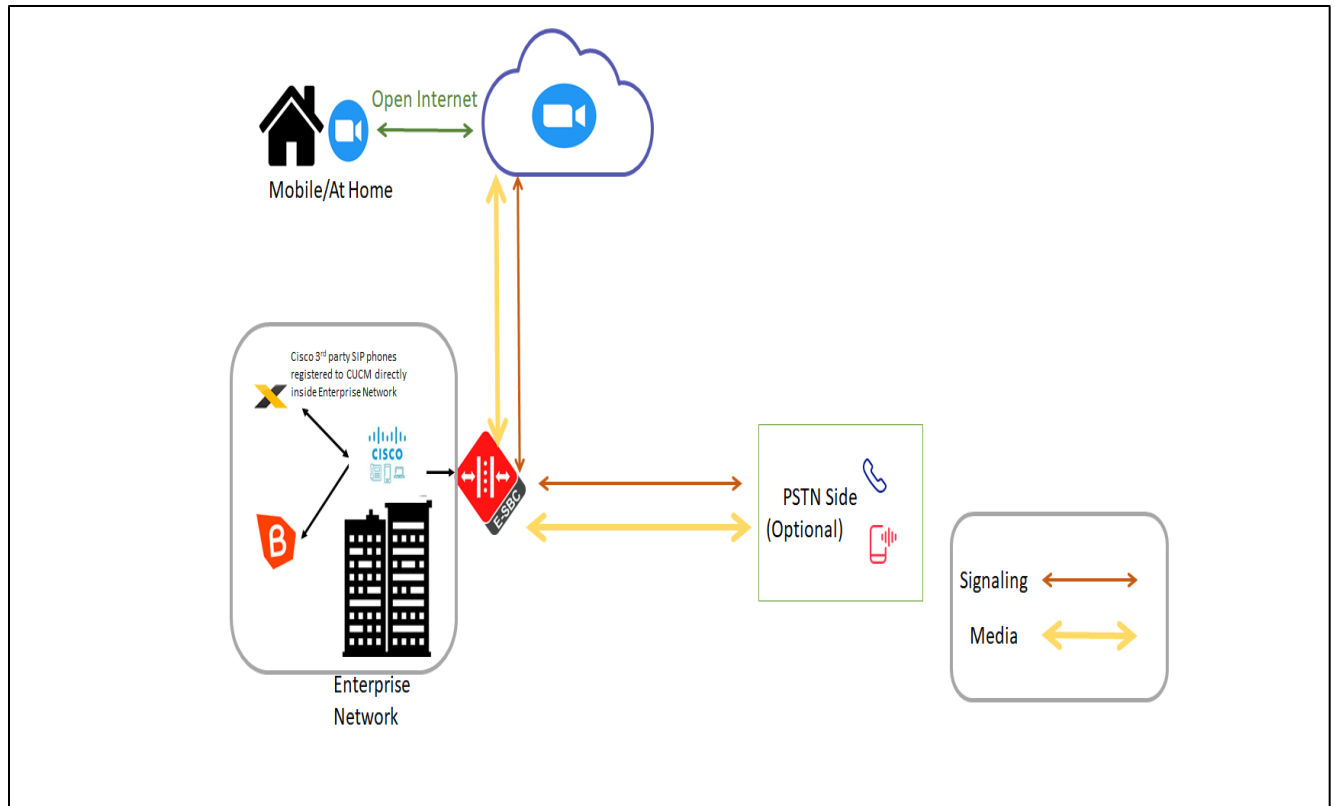 Open Internet
Mobile/At Home
Cisco 3rd party SIP phones
registered to CUCM directly
inside Enterprise Network
CISCO
B
E-SBC
PSTN Side
(Optional)
Enterprise
Network
Signaling
Media